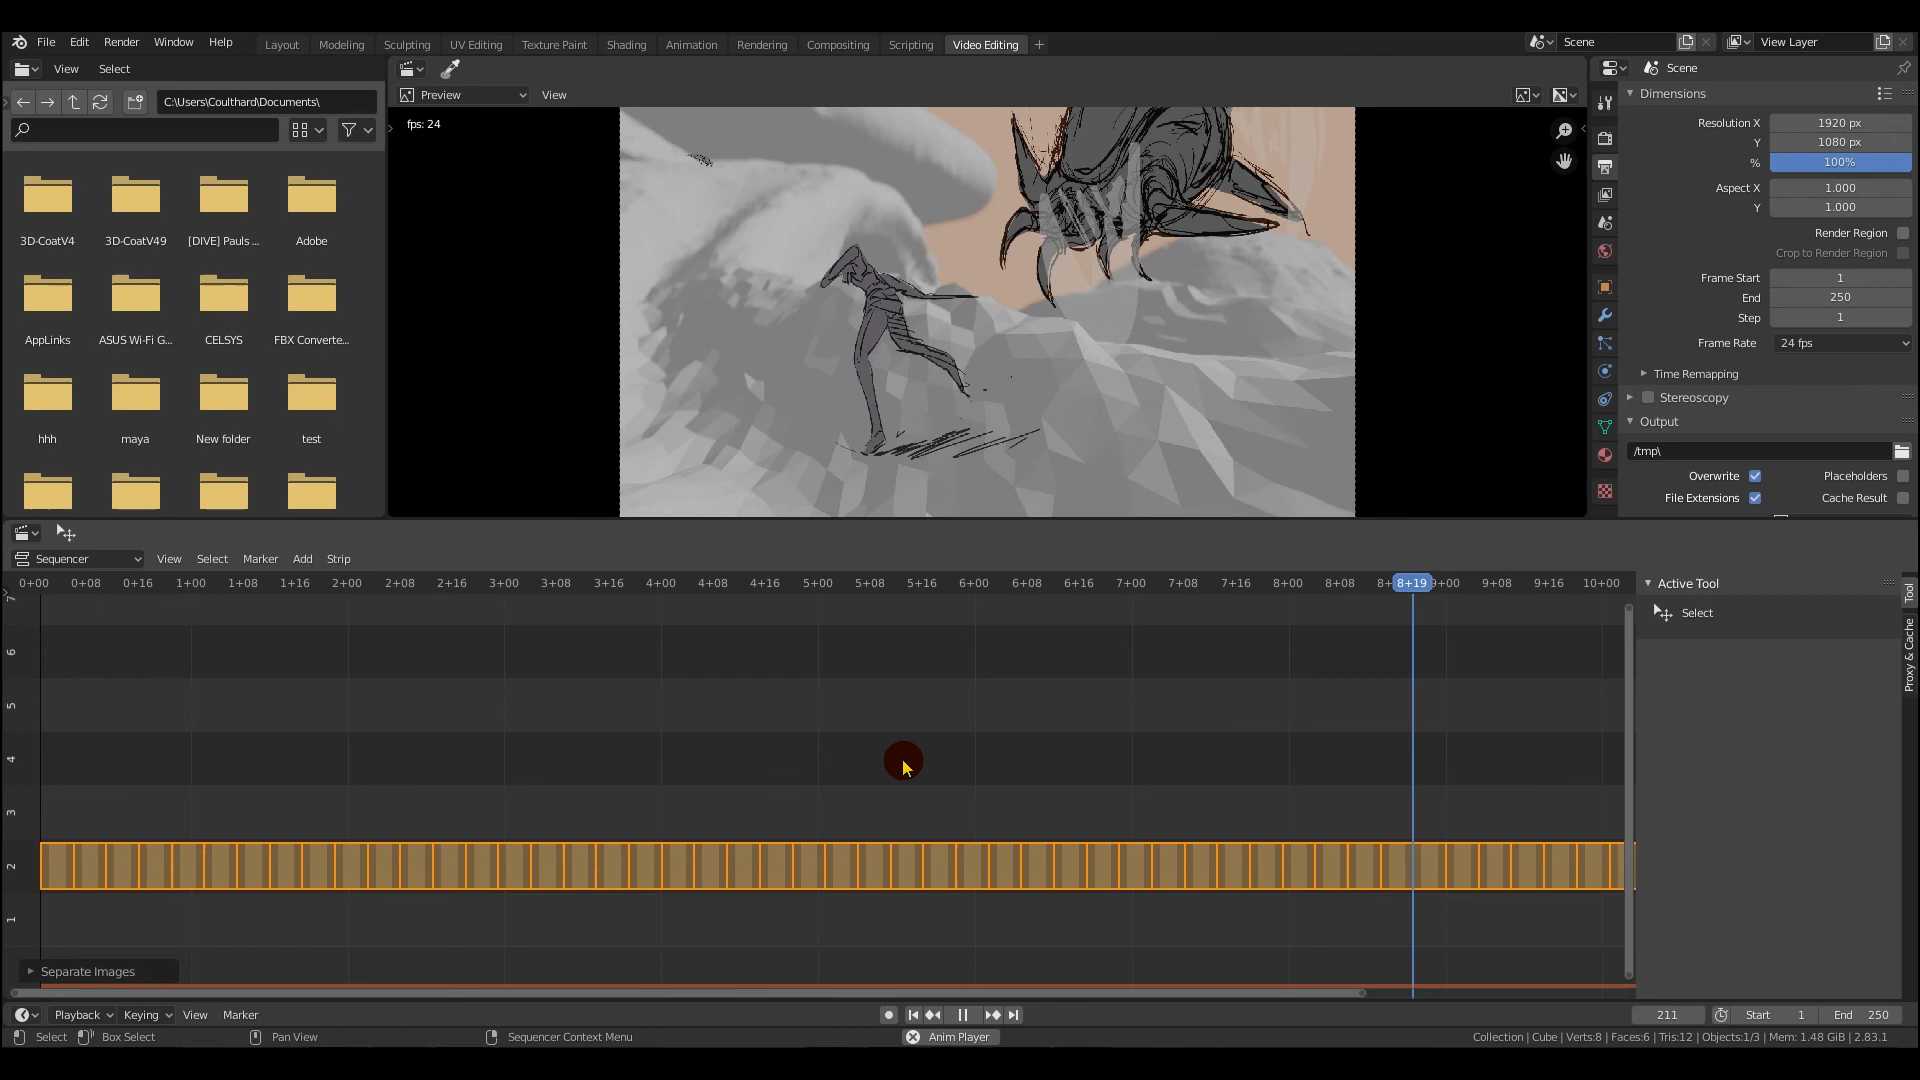 File Edit Render Window Help
Layout Modeling Sculpting UV Editing Texture Paint Shading Animation Rendering Compositing Scripting Video Editing +
Scene
View Layer
View Select
Scene
C:\Users\Coulthard\Documents\
Preview View
Dimensions
fps: 24
Resolution X 1920 px
Y 1080 px
% 100%
Aspect X 1.000
Y 1.000
3D-CoatV4 3D-CoatV49 [DIVE] Pauls ... Adobe
Render Region
Crop to Render Region
Frame Start 1
End 250
Step 1
AppLinks ASUS Wi-Fi G... CELSYS FBX Converte...
Frame Rate 24 fps
Time Remapping
Stereoscopy
Output
hhh maya New folder test
/tmp\
Overwrite Placeholders
File Extensions Cache Result
Sequencer View Select Marker Add Strip
0+00 0+08 0+16 1+00 1+08 1+16 2+00 2+08 2+16 3+00 3+08 3+16 4+00 4+08 4+16 5+00 5+08 5+16 6+00 6+08 6+16 7+00 7+08 7+16 8+00 8+08 8+19 9+00 9+08 9+16 10+00
Active Tool
Select
Tool
Proxy & Cache
7
6
5
4
3
2
1
Separate Images
Playback Keying View Marker
211 Start 1 End 250
Select Box Select Pan View Sequencer Context Menu Anim Player
Collection | Cube | Verts:8 | Faces:6 | Tris:12 | Objects:1/3 | Mem: 1.48 GiB | 2.83.1